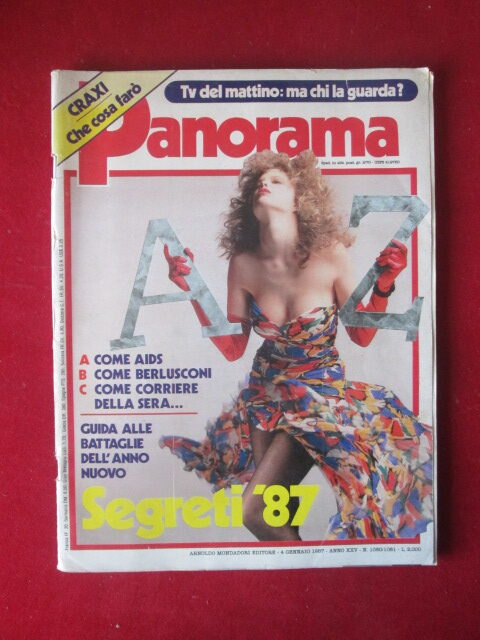 CRAXI
Che cosa farò
Tv del mattino: ma chi la guarda?
Panorama
A Z
A COME AIDS
B COME BERLUSCONI
C COME CORRIERE
DELLA SERA...
GUIDA ALLE
BATTAGLIE
DELL'ANNO
NUOVO
Segreti '87
ARNOLDO MONDADORI EDITORE - 4 GENNAIO 1987 - ANNO XXV - N. 1080/1081 - L. 2.000